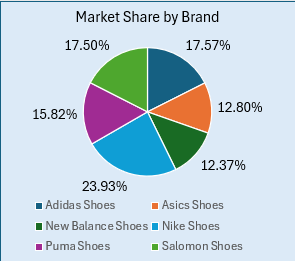 Market Share by Brand
17.50% 17.57%
15.82% 12.80%
12.37%
23.93%
Adidas Shoes Asics Shoes
New Balance Shoes Nike Shoes
Puma Shoes Salomon Shoes